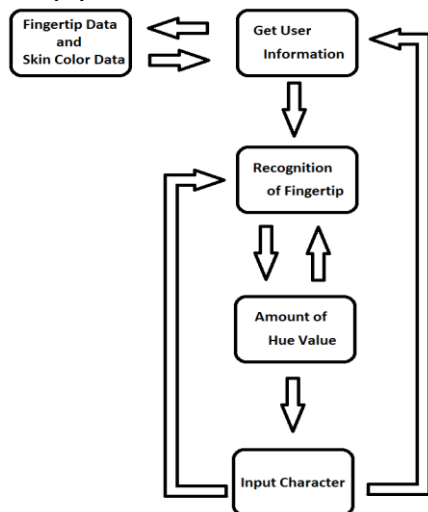 Fingertip Data
and
Skin Color Data
Get User
Information
Recognition
of Fingertip
Amount of
Hue Value
Input Character